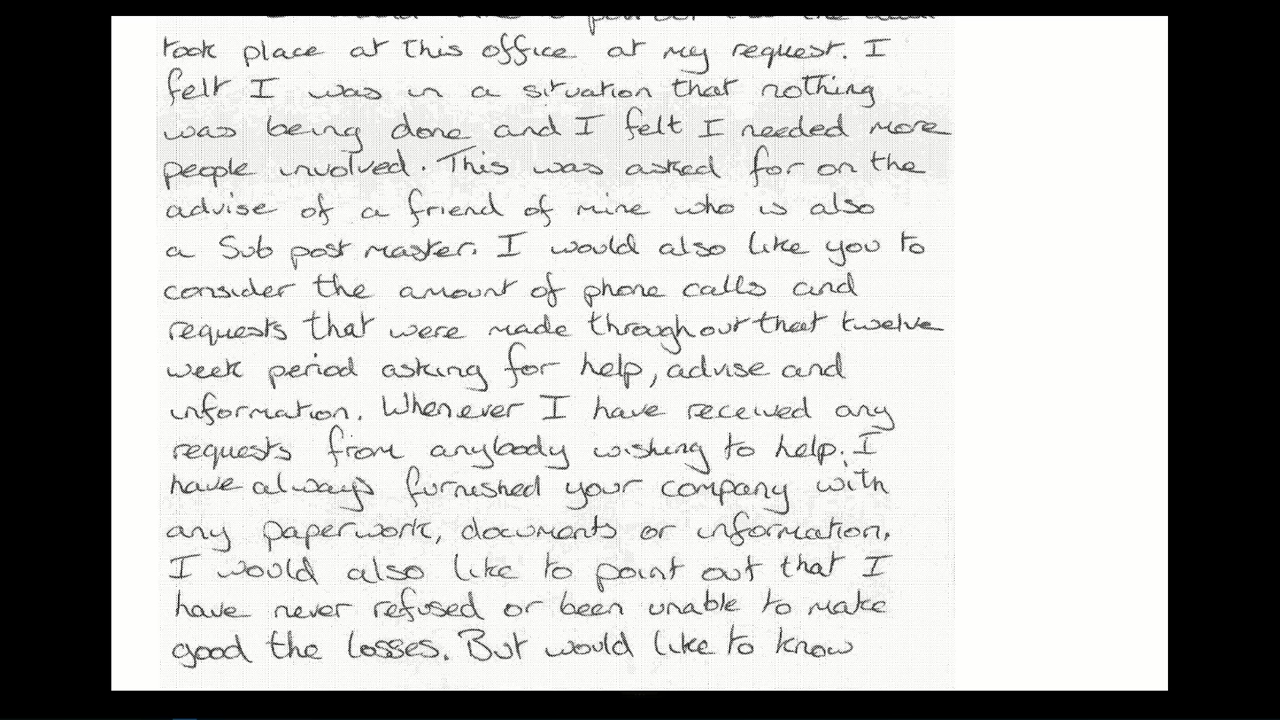 took place at this office at my request. I
felt I was in a situation that nothing
was being done and I felt I needed more
people involved. This was asked for on the
advise of a friend of mine who is also
a Sub post master. I would also like you to
consider the amount of phone calls and
requests that were made throughout that twelve
week period asking for help, advise and
information. Whenever I have received any
requests from anybody wishing to help. I
have always furnished your company with
any paperwork, documents or information.
I would also like to point out that I
have never refused or been unable to make
good the losses. But would like to know